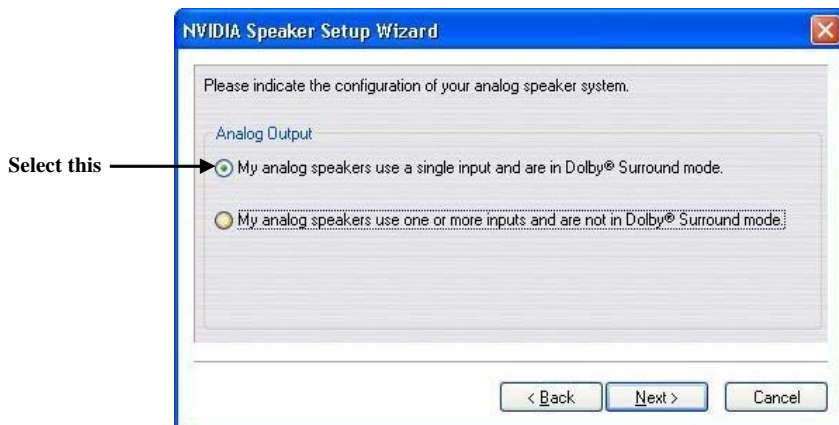 NVIDIA Speaker Setup Wizard
Please indicate the configuration of your analog speaker system.
Analog Output
Select this
My analog speakers use a single input and are in Dolby® Surround mode.
My analog speakers use one or more inputs and are not in Dolby® Surround mode.
< Back
Next >
Cancel